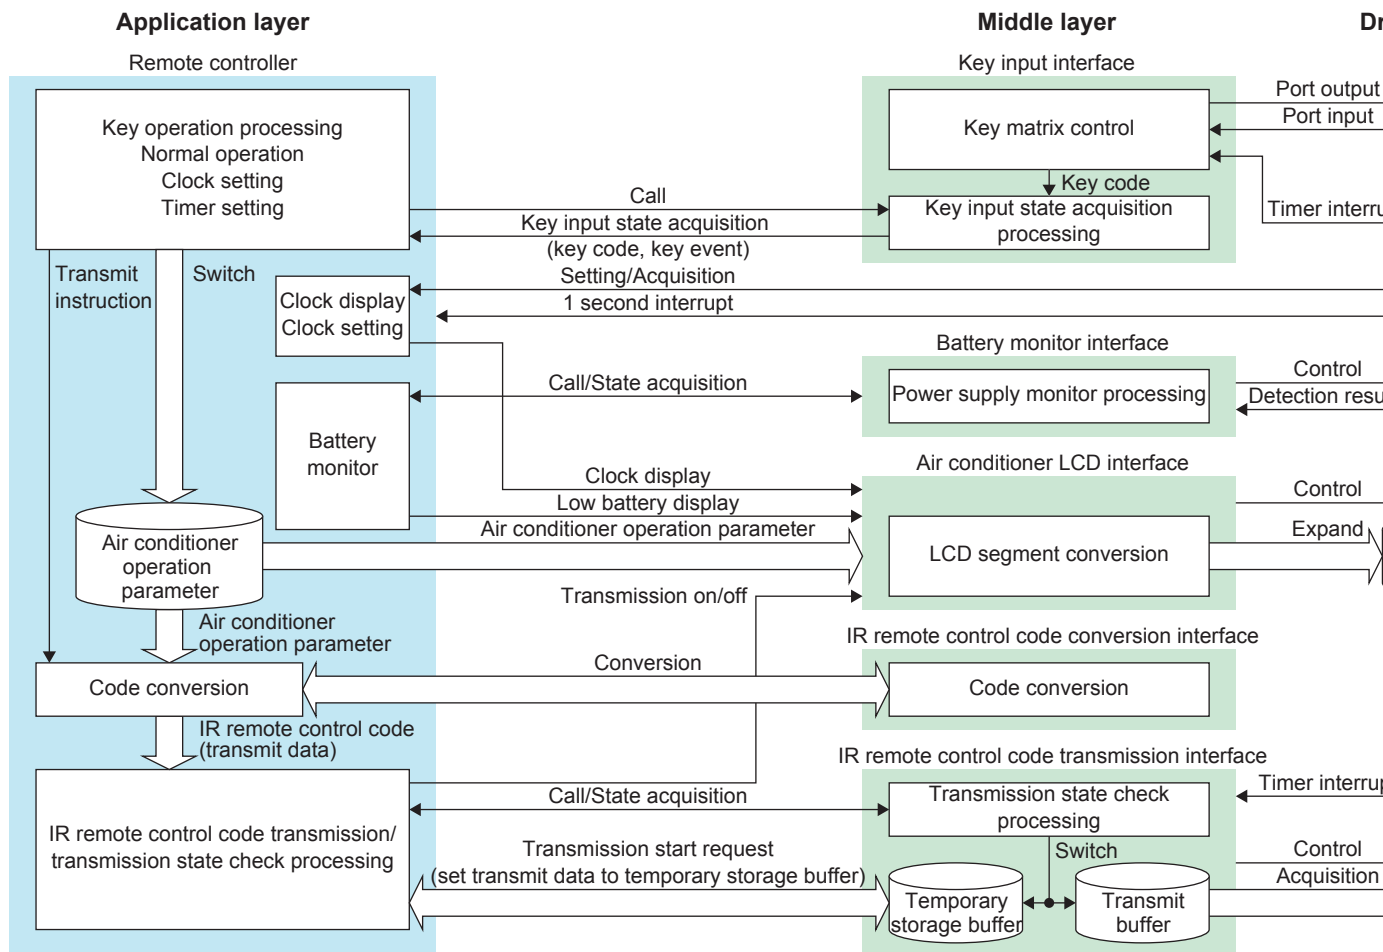 Application layer
Middle layer
Dr
Remote controller
Key input interface
Key operation processing
Normal operation
Clock setting
Timer setting
Key matrix control
Port output
Port input
Key code
Call
Key input state acquisition
(key code, key event)
Key input state acquisition
processing
Timer interru
Transmit
instruction
Switch
Setting/Acquisition
1 second interrupt
Clock display
Clock setting
Battery monitor interface
Call/State acquisition
Power supply monitor processing
Control
Detection resu
Battery
monitor
Air conditioner LCD interface
Clock display
Low battery display
Air conditioner operation parameter
Control
LCD segment conversion
Expand
Air conditioner
operation
parameter
Transmission on/off
Air conditioner
operation parameter
IR remote control code conversion interface
Code conversion
Conversion
Code conversion
IR remote control code
(transmit data)
IR remote control code transmission interface
Call/State acquisition
Transmission state check
processing
Timer interrup
IR remote control code transmission/
transmission state check processing
Transmission start request
(set transmit data to temporary storage buffer)
Switch
Control
Acquisition
Temporary
storage buffer
Transmit
buffer